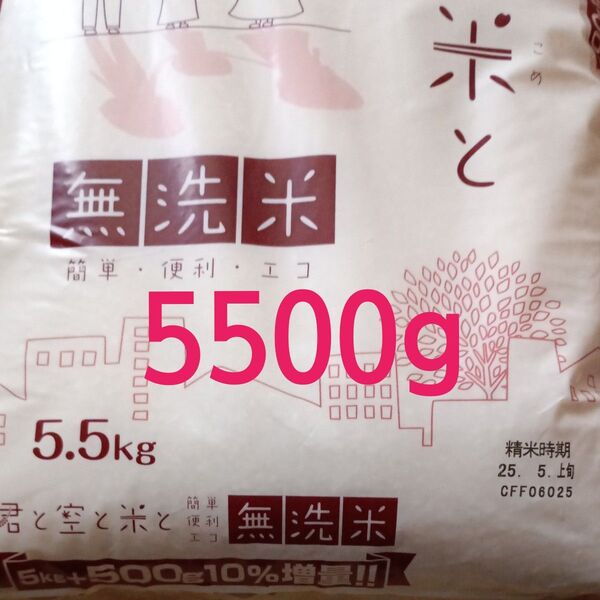 米と
こめ
無洗米
簡単・便利・エコ
5500g
5.5kg
精米時期
25. 5.上旬
CFF06025
君と空と米と
簡単
便利
エコ
無洗米
5kg+500g10%増量!!